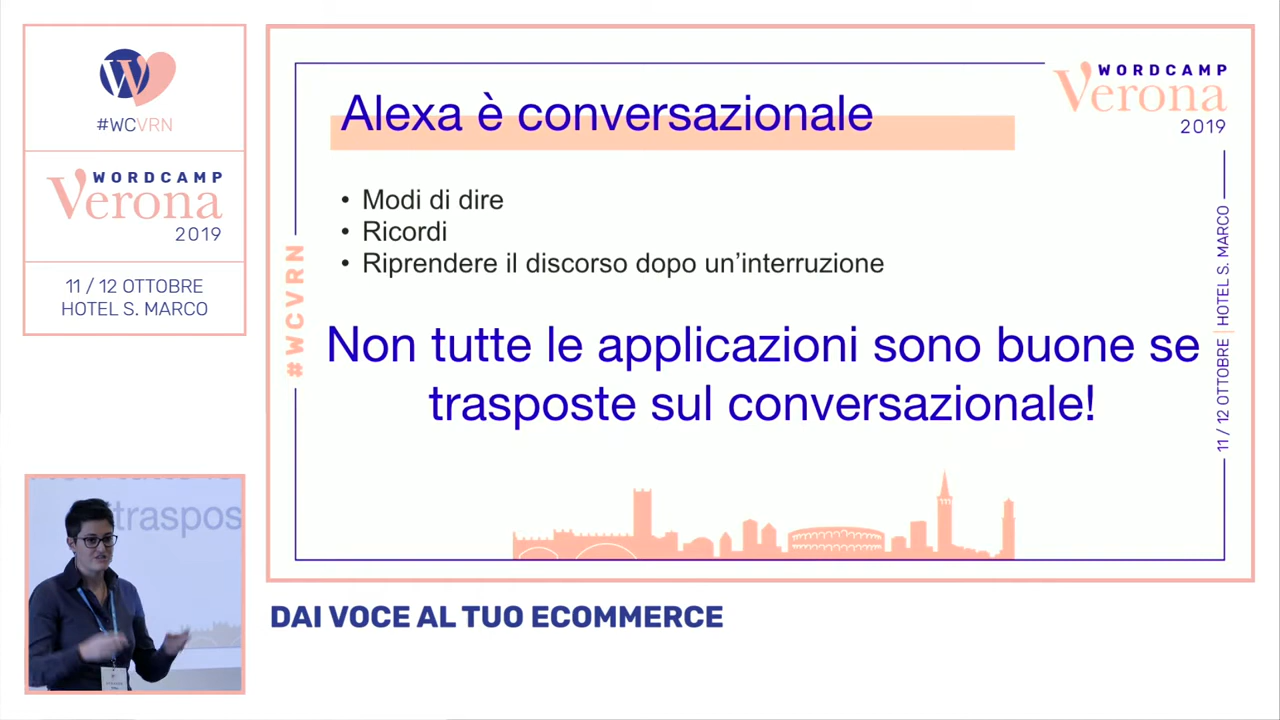 #WCVRN
WORDCAMP
Verona
2019
11 / 12 OTTOBRE
HOTEL S. MARCO
Alexa è conversazionale
WORDCAMP
Verona
2019
• Modi di dire
• Ricordi
• Riprendere il discorso dopo un’interruzione
Non tutte le applicazioni sono buone se
trasposte sul conversazionale!
#WCVRN
11 / 12 OTTOBRE | HOTEL S. MARCO
traspos
DAI VOCE AL TUO ECOMMERCE